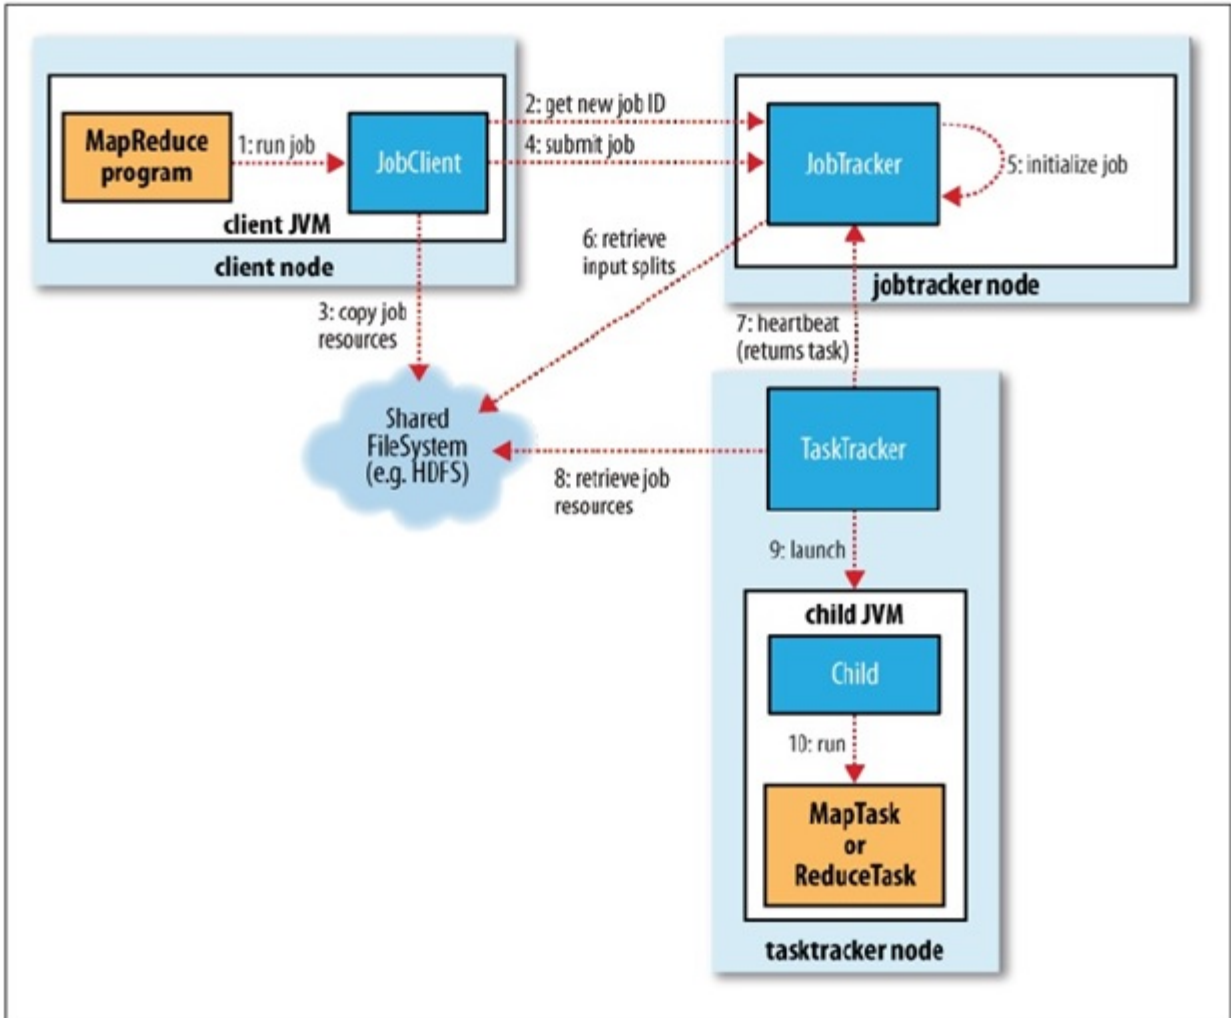 MapReduce
program
1: run job
JobClient
client JVM
client node
2: get new job ID
4: submit job
JobTracker
5: initialize job
jobtracker node
3: copy job
resources
6: retrieve
input splits
7: heartbeat
(returns task)
Shared
FileSystem
(e.g. HDFS)
8: retrieve job
resources
TaskTracker
9: launch
child JVM
Child
10: run
MapTask
or
ReduceTask
tasktracker node